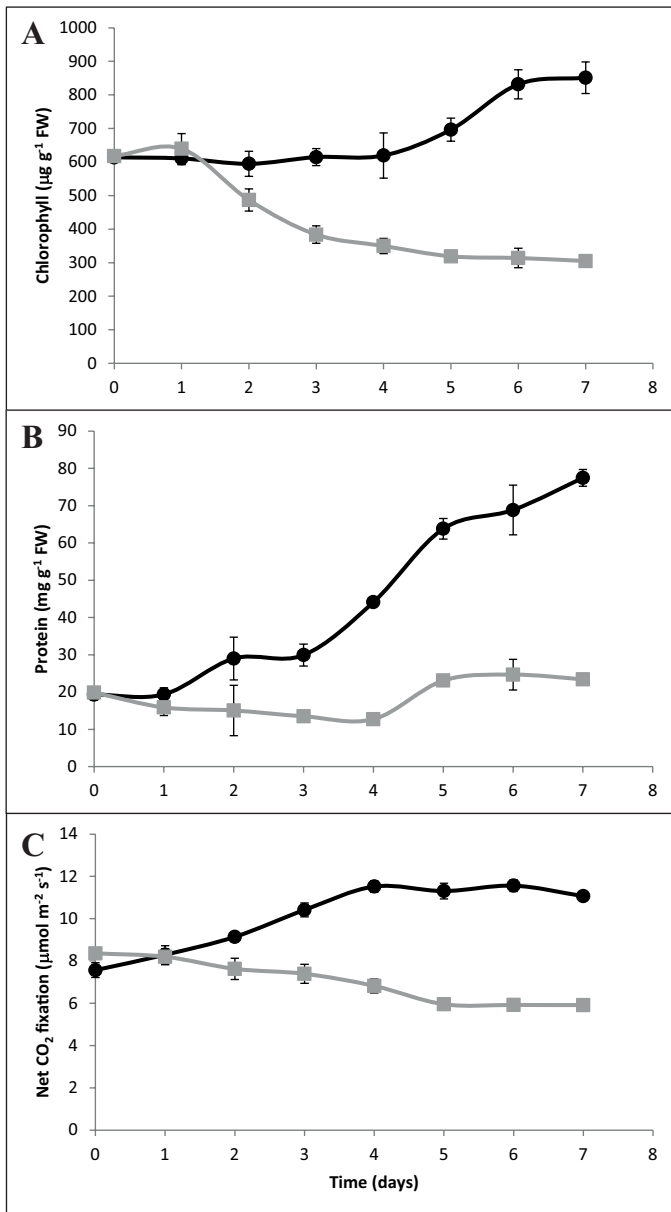 A
Chlorophyll (µg g⁻¹ FW)
1000
900
800
700
600
500
400
300
200
100
0
0 1 2 3 4 5 6 7 8
B
Protein (mg g⁻¹ FW)
90
80
70
60
50
40
30
20
10
0
0 1 2 3 4 5 6 7 8
C
Net CO₂ fixation (µmol m⁻² s⁻¹)
14
12
10
8
6
4
2
0
0 1 2 3 4 5 6 7 8
Time (days)